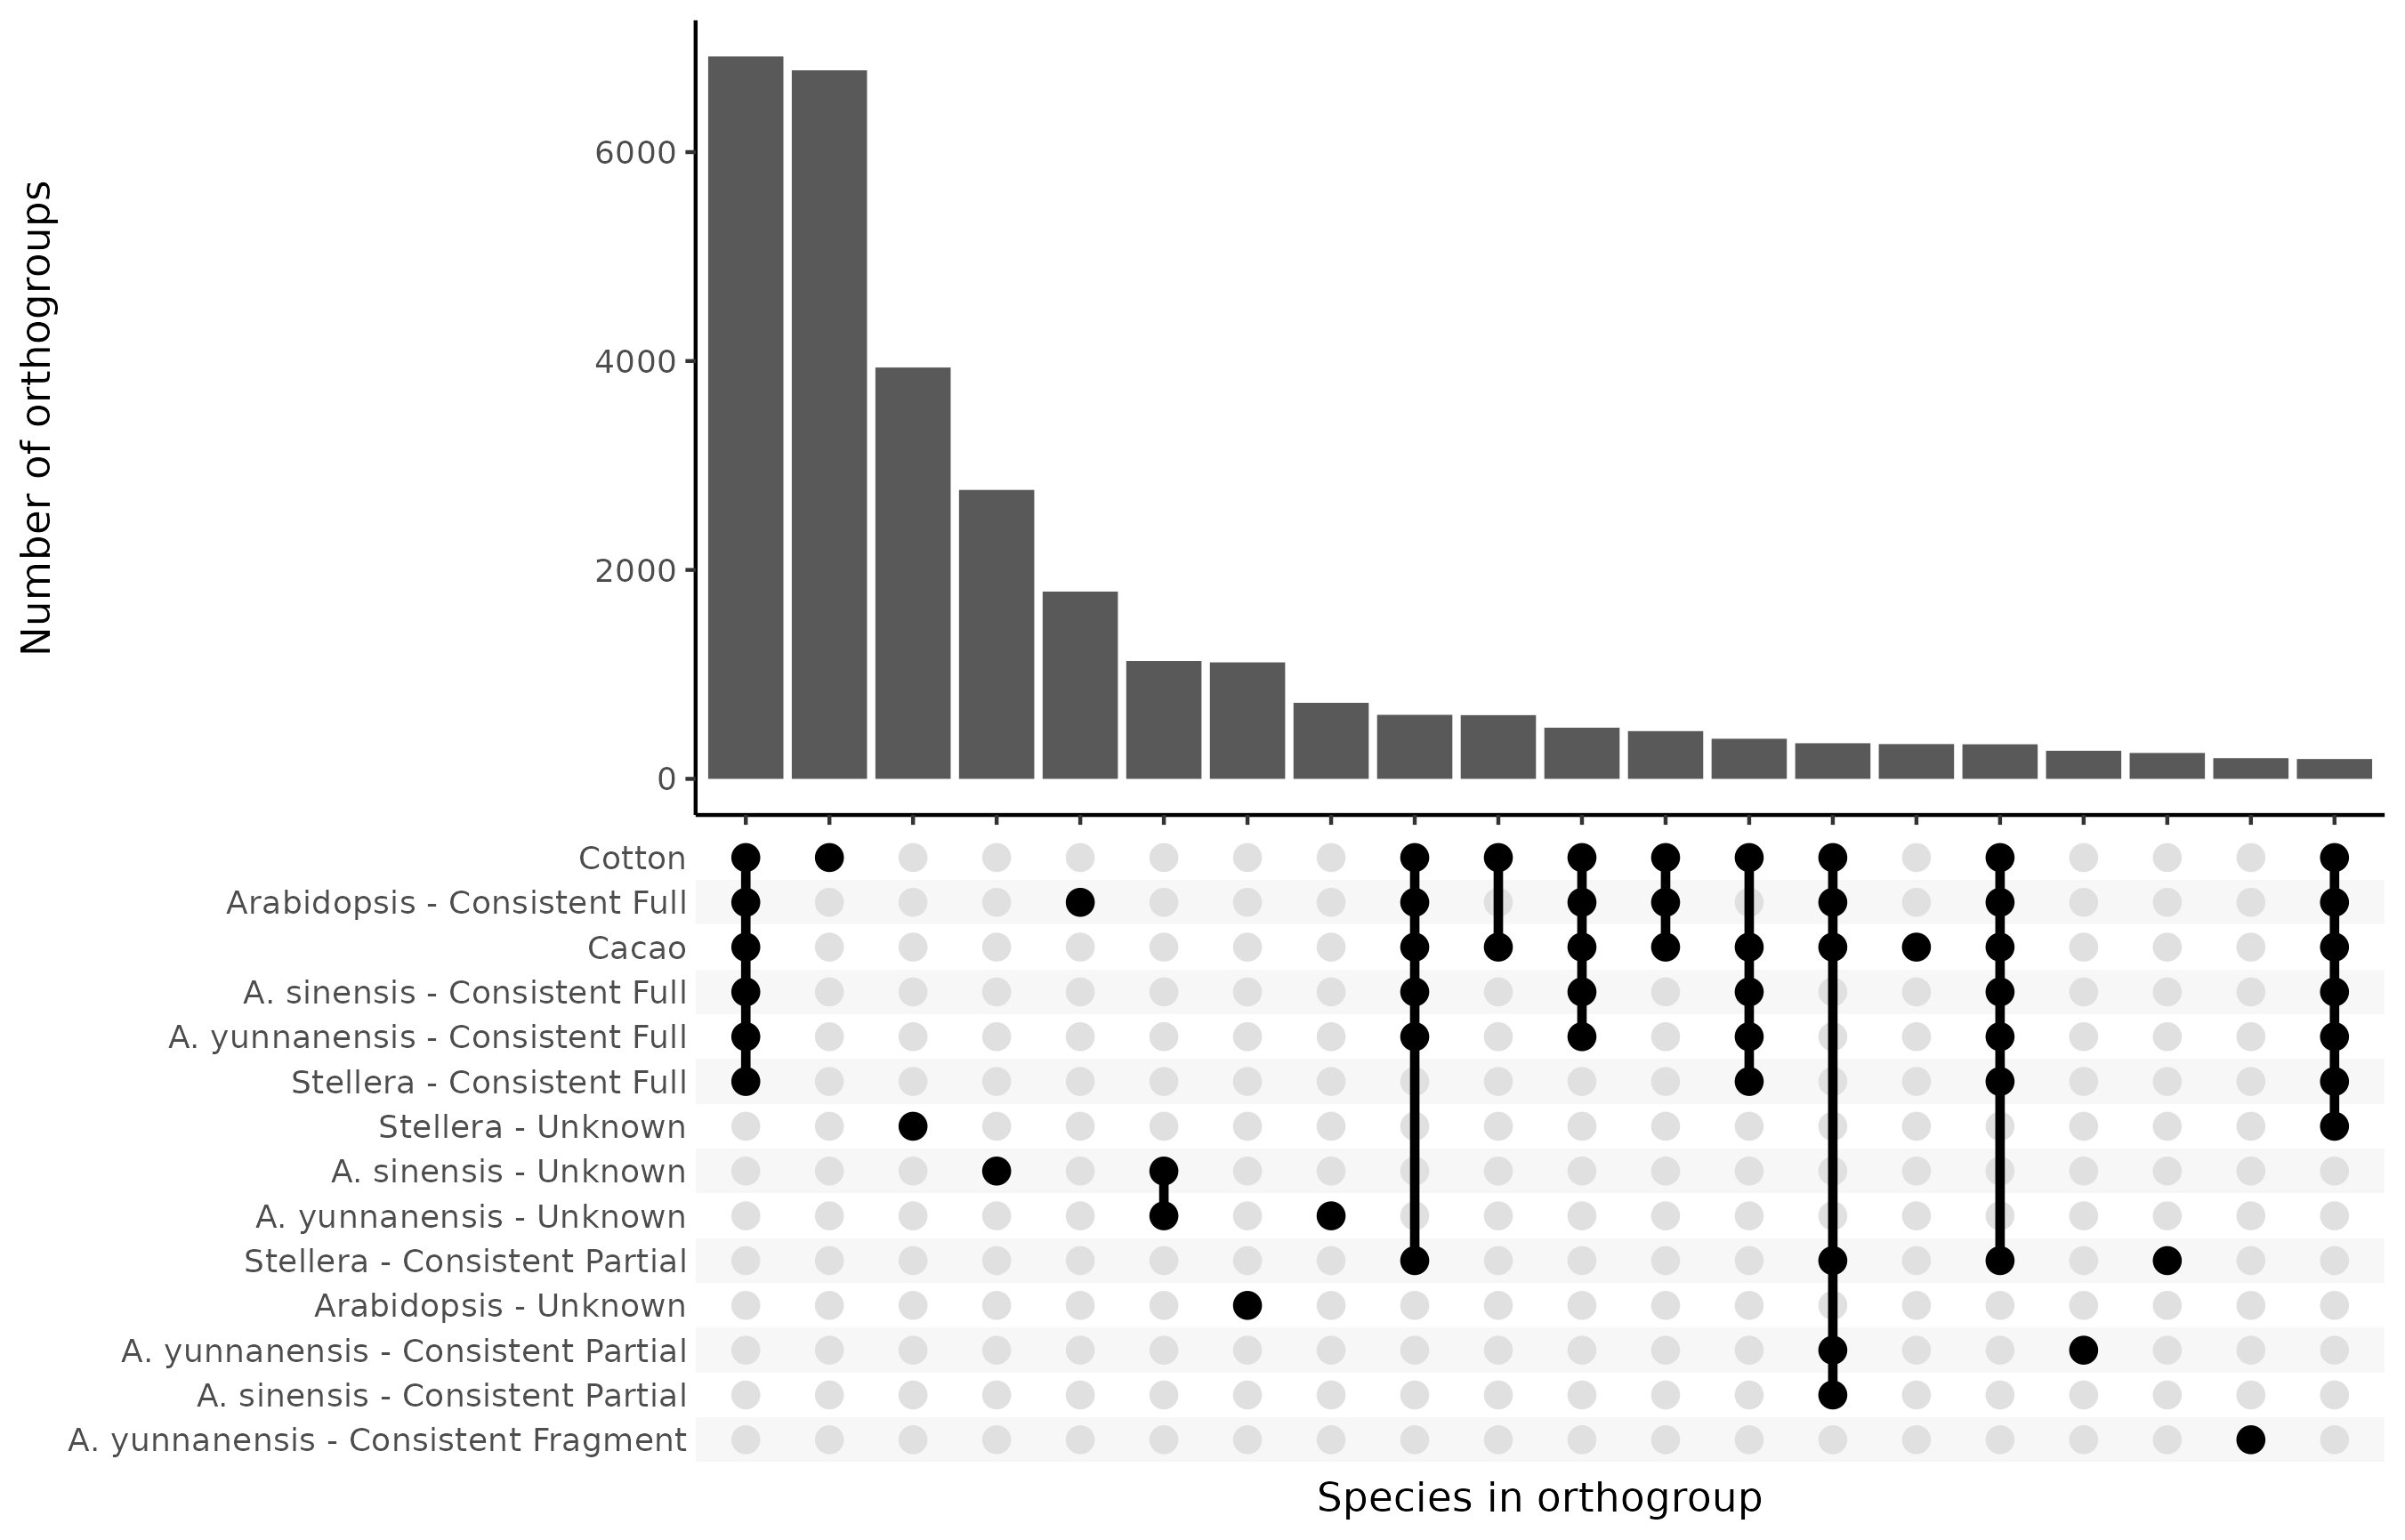 Number of orthogroups
6000
4000
2000
0
Cotton
Arabidopsis - Consistent Full
Cacao
A. sinensis - Consistent Full
A. yunnanensis - Consistent Full
Stellera - Consistent Full
Stellera - Unknown
A. sinensis - Unknown
A. yunnanensis - Unknown
Stellera - Consistent Partial
Arabidopsis - Unknown
A. yunnanensis - Consistent Partial
A. sinensis - Consistent Partial
A. yunnanensis - Consistent Fragment
Species in orthogroup